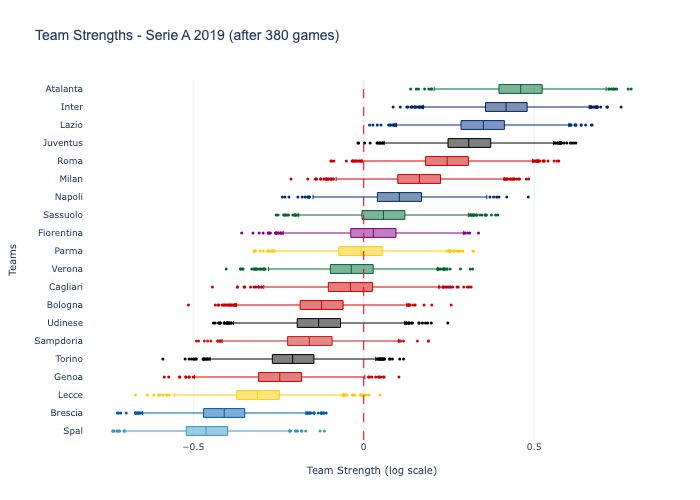 Team Strengths - Serie A 2019 (after 380 games)
Atalanta
Inter
Lazio
Juventus
Roma
Milan
Napoli
Sassuolo
Fiorentina
Parma
Verona
Cagliari
Bologna
Udinese
Sampdoria
Torino
Genoa
Lecce
Brescia
Spal
Teams
−0.5 0 0.5
Team Strength (log scale)